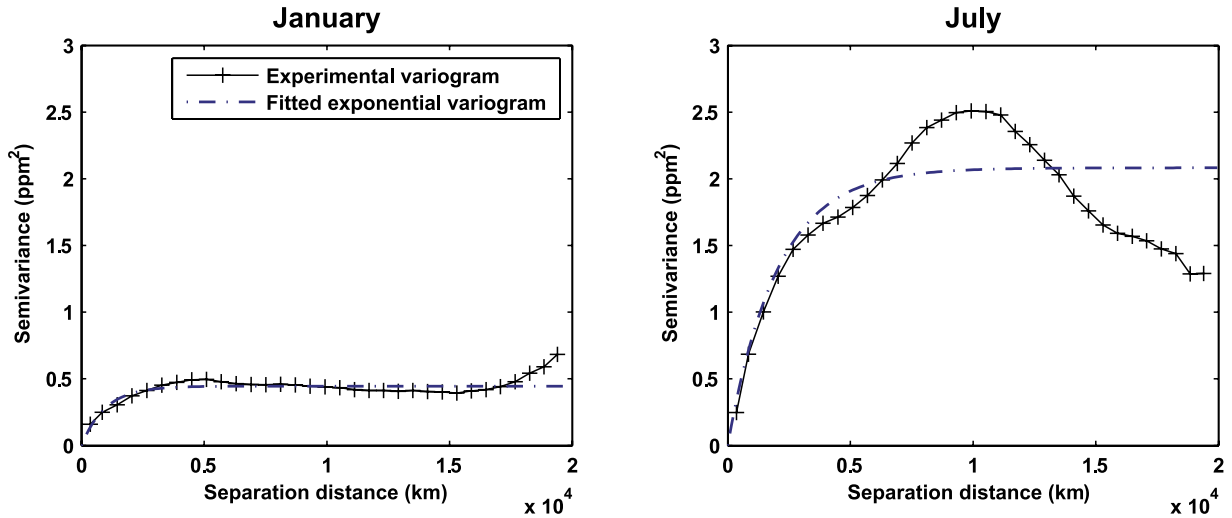 January
3
2.5
2
1.5
1
0.5
0
Semivariance (ppm²)
Experimental variogram
Fitted exponential variogram
0 0.5 1 1.5 2
Separation distance (km)
x 10⁴
July
3
2.5
2
1.5
1
0.5
0
Semivariance (ppm²)
0 0.5 1 1.5 2
Separation distance (km)
x 10⁴